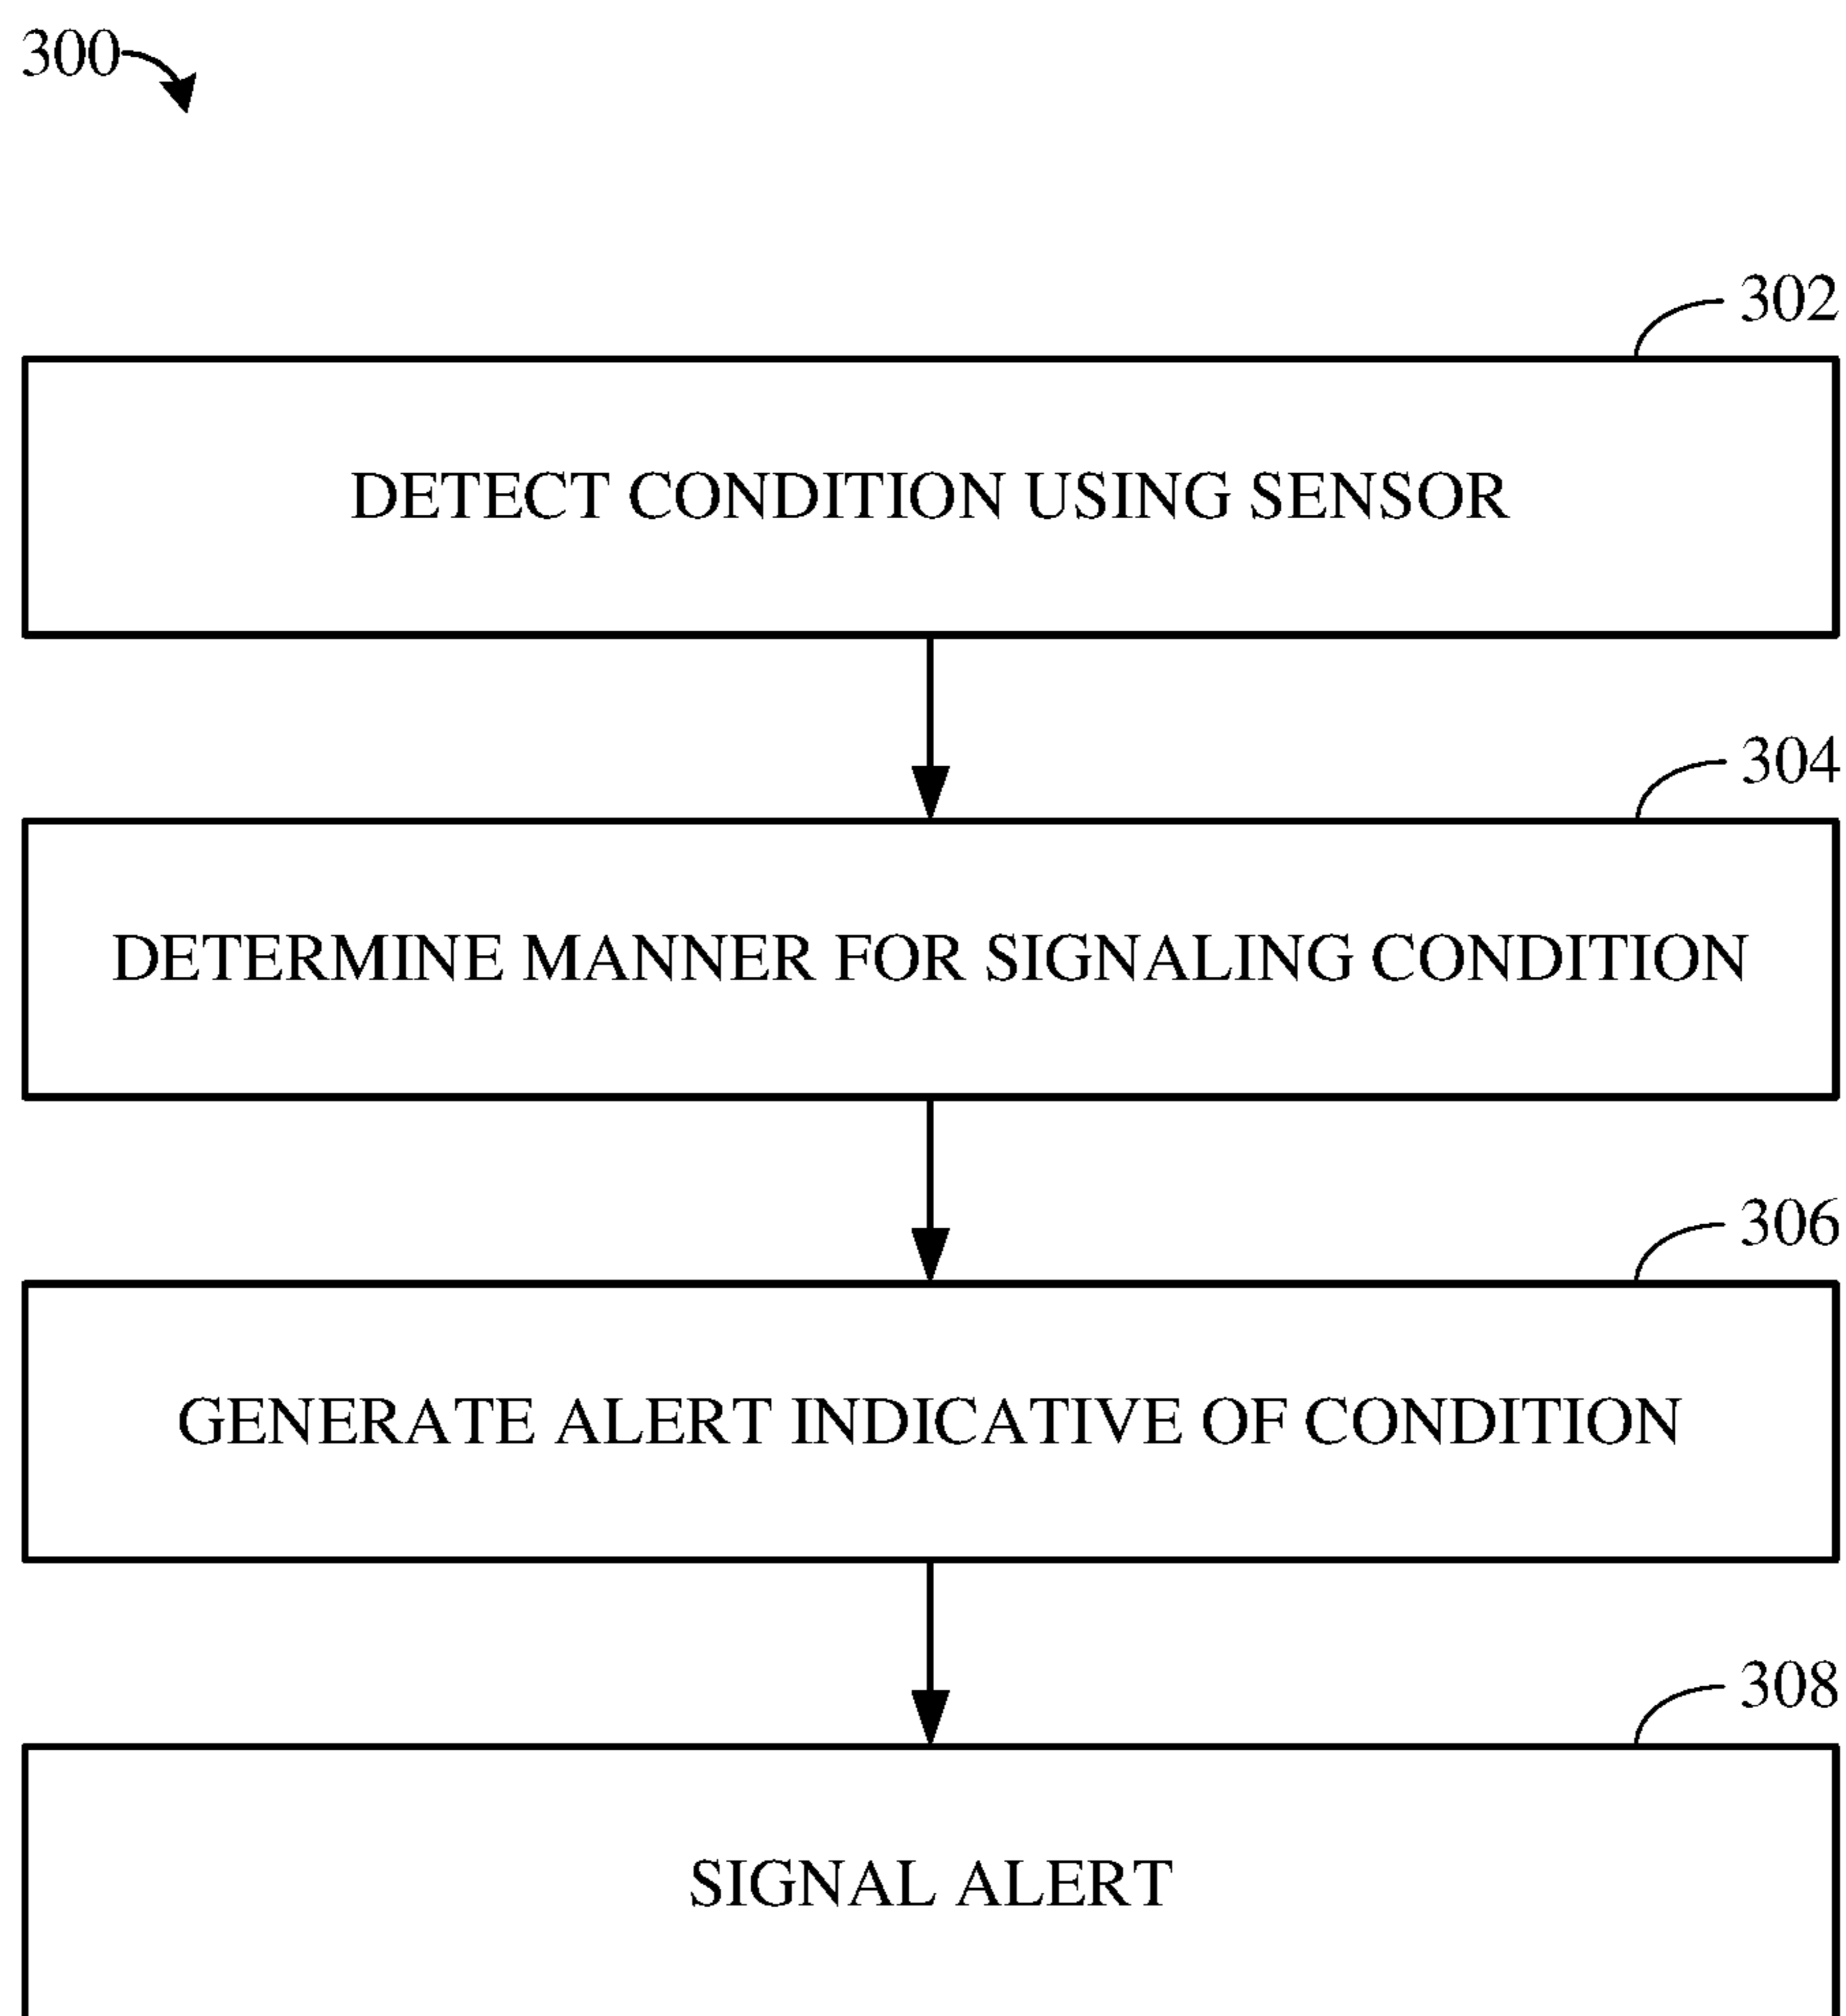 300
302
DETECT CONDITION USING SENSOR
304
DETERMINE MANNER FOR SIGNALING CONDITION
306
GENERATE ALERT INDICATIVE OF CONDITION
308
SIGNAL ALERT